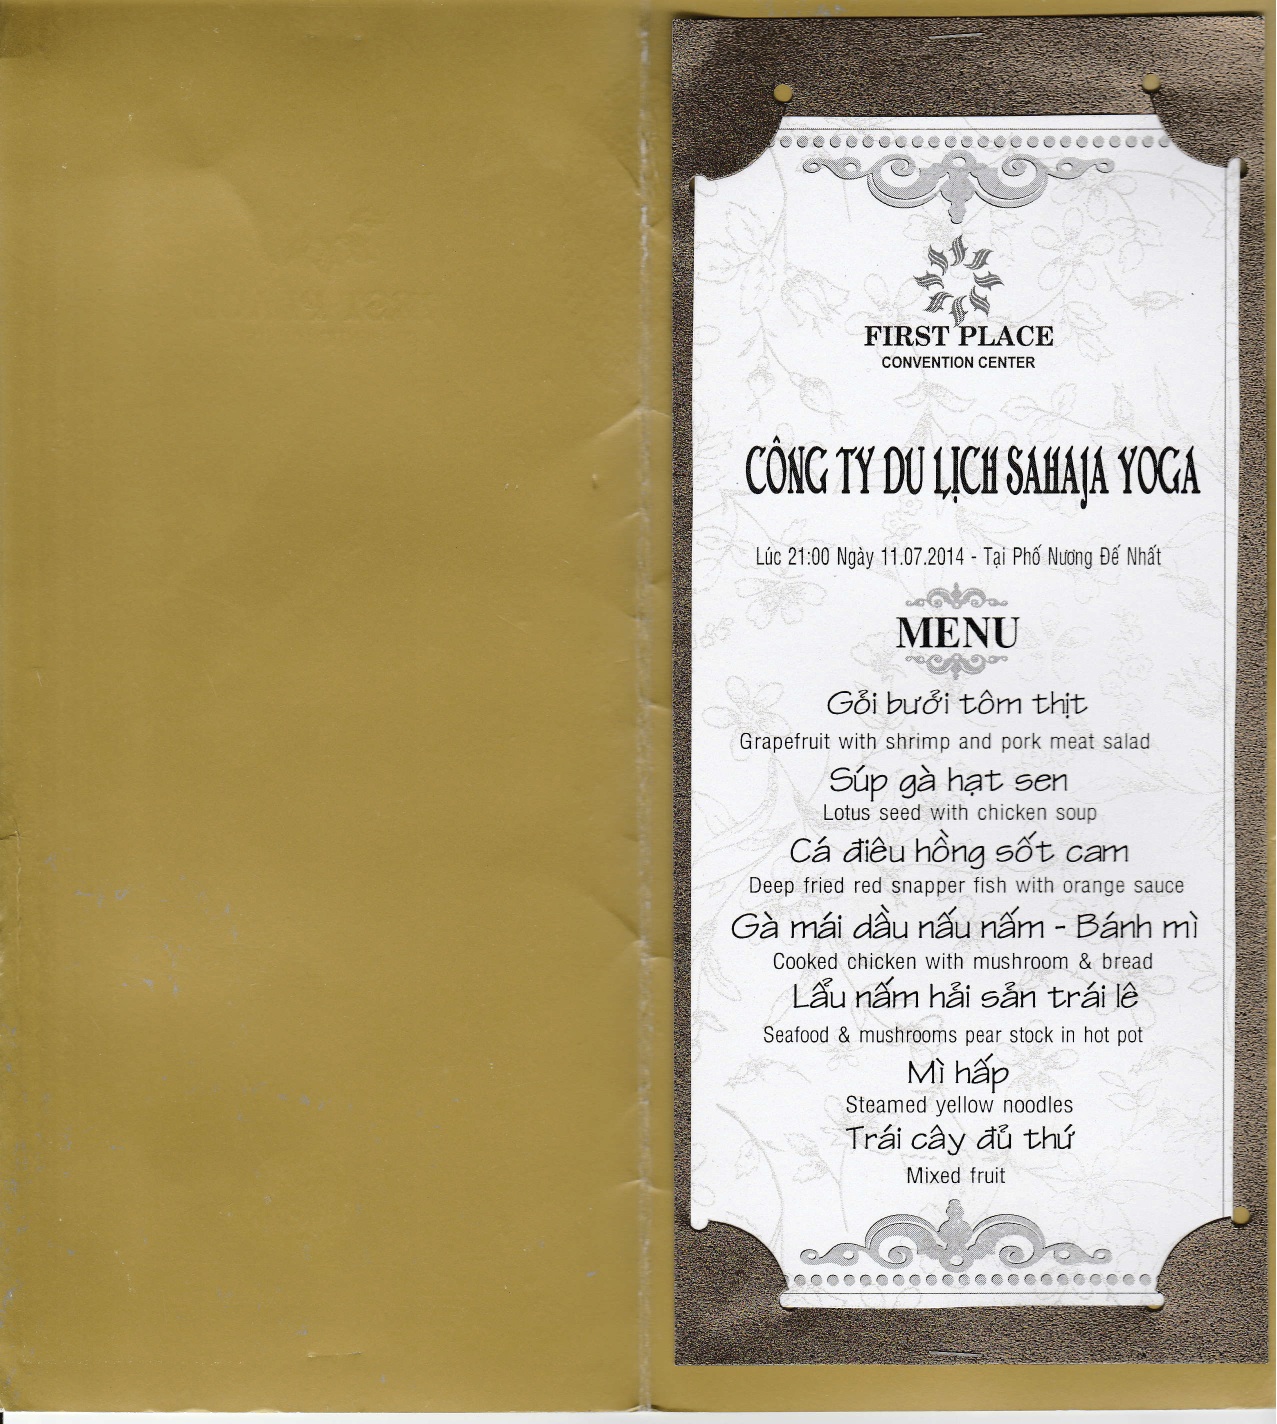 FIRST PLACE
CONVENTION CENTER
CÔNG TY DU LỊCH SAHAJA YOGA
Lúc 21:00 Ngày 11.07.2014 - Tại Phố Nương Đế Nhất
MENU
Gỏi bưởi tôm thịt
Grapefruit with shrimp and pork meat salad
Súp gà hạt sen
Lotus seed with chicken soup
Cá điêu hồng sốt cam
Deep fried red snapper fish with orange sauce
Gà mái dầu nấu nấm - Bánh mì
Cooked chicken with mushroom & bread
Lẩu nấm hải sản trái lê
Seafood & mushrooms pear stock in hot pot
Mì hấp
Steamed yellow noodles
Trái cây đủ thứ
Mixed fruit